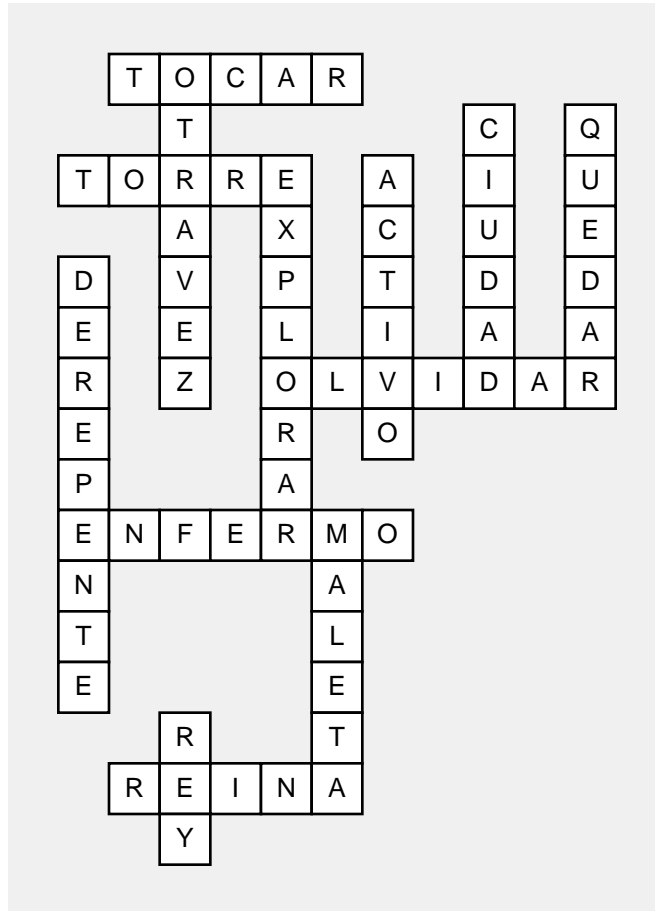 T O C A R
T C Q
T O R R E A I U
A X C U E
D V P T D D
E E L I A A
R Z O L V I D A R
E R O
P A
E N F E R M O
N A
T L
E E
R T
R E I N A
Y